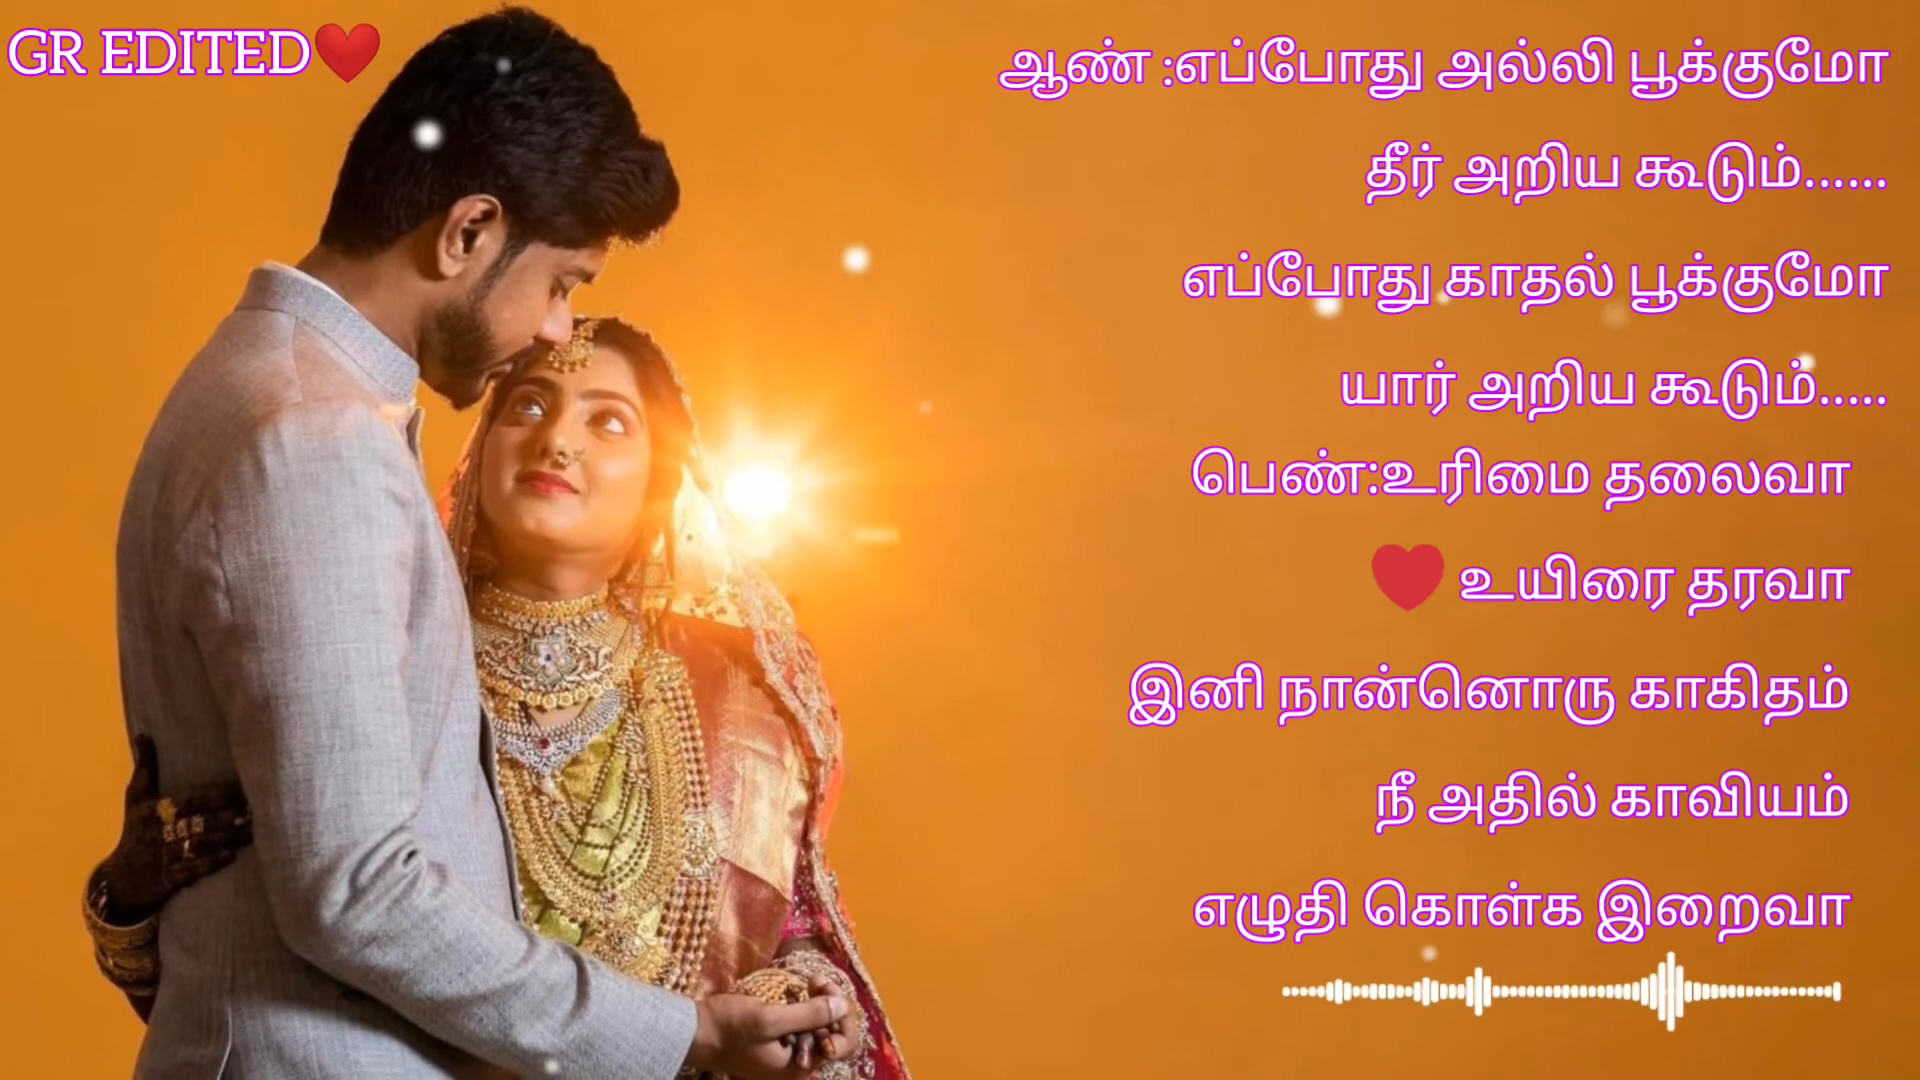 GR EDITED❤️
ஆண் :எப்போது அல்லி பூக்குமோ
தீர் அறிய கூடும்......
எப்போது காதல் பூக்குமோ
யார் அறிய கூடும்.....
பெண்:உரிமை தலைவா
❤️ உயிரை தரவா
இனி நான்னொரு காகிதம்
நீ அதில் காவியம்
எழுதி கொள்க இறைவா